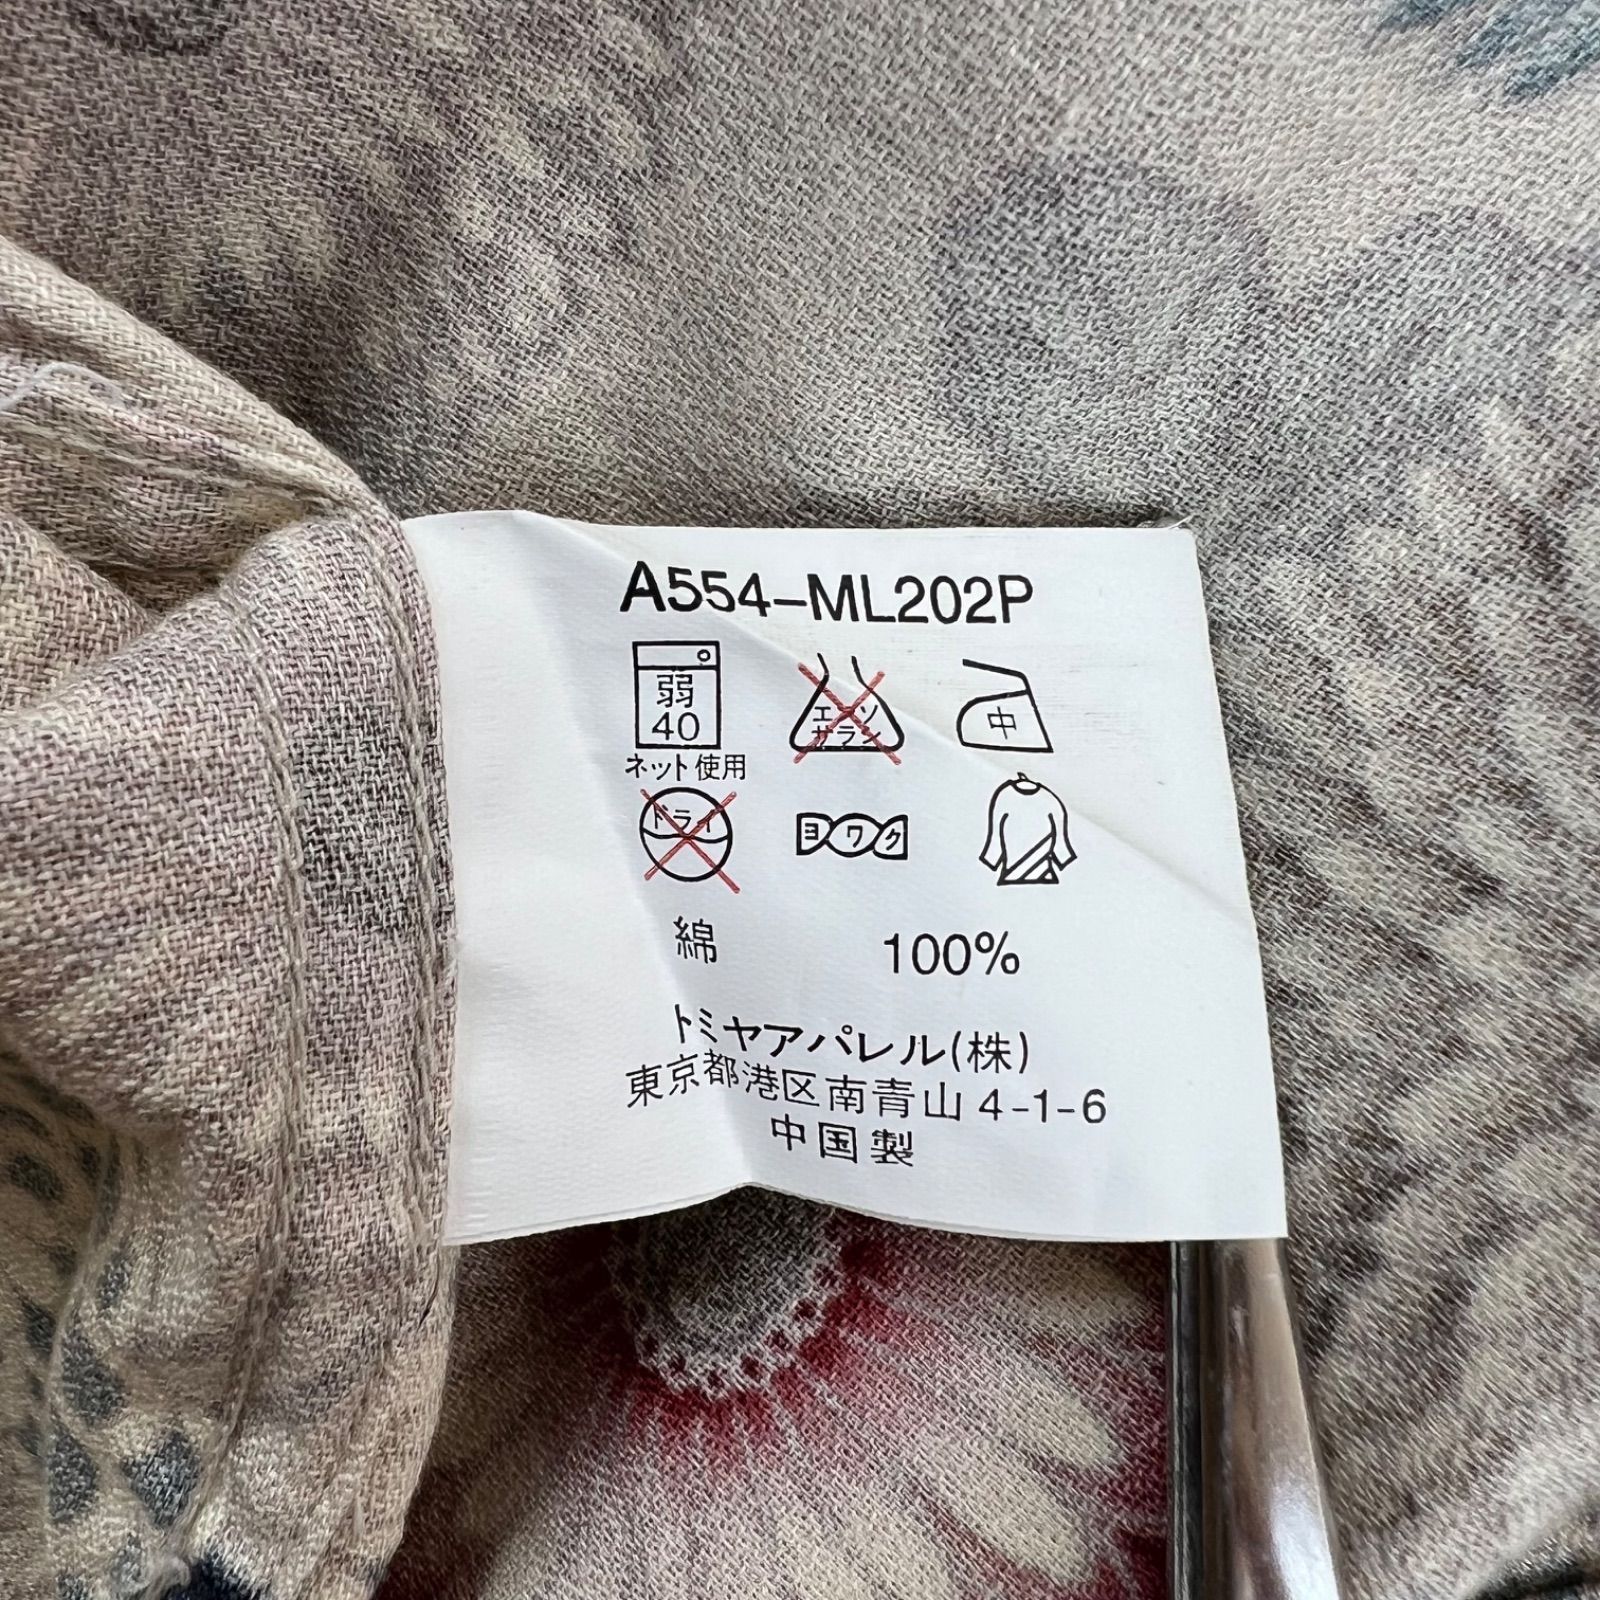 A554-ML202P
弱
40
ネット使用
エンソ
サラシ
中
ドライ
ヨワク
綿 100%
トミヤアパレル(株)
東京都港区南青山 4-1-6
中国製